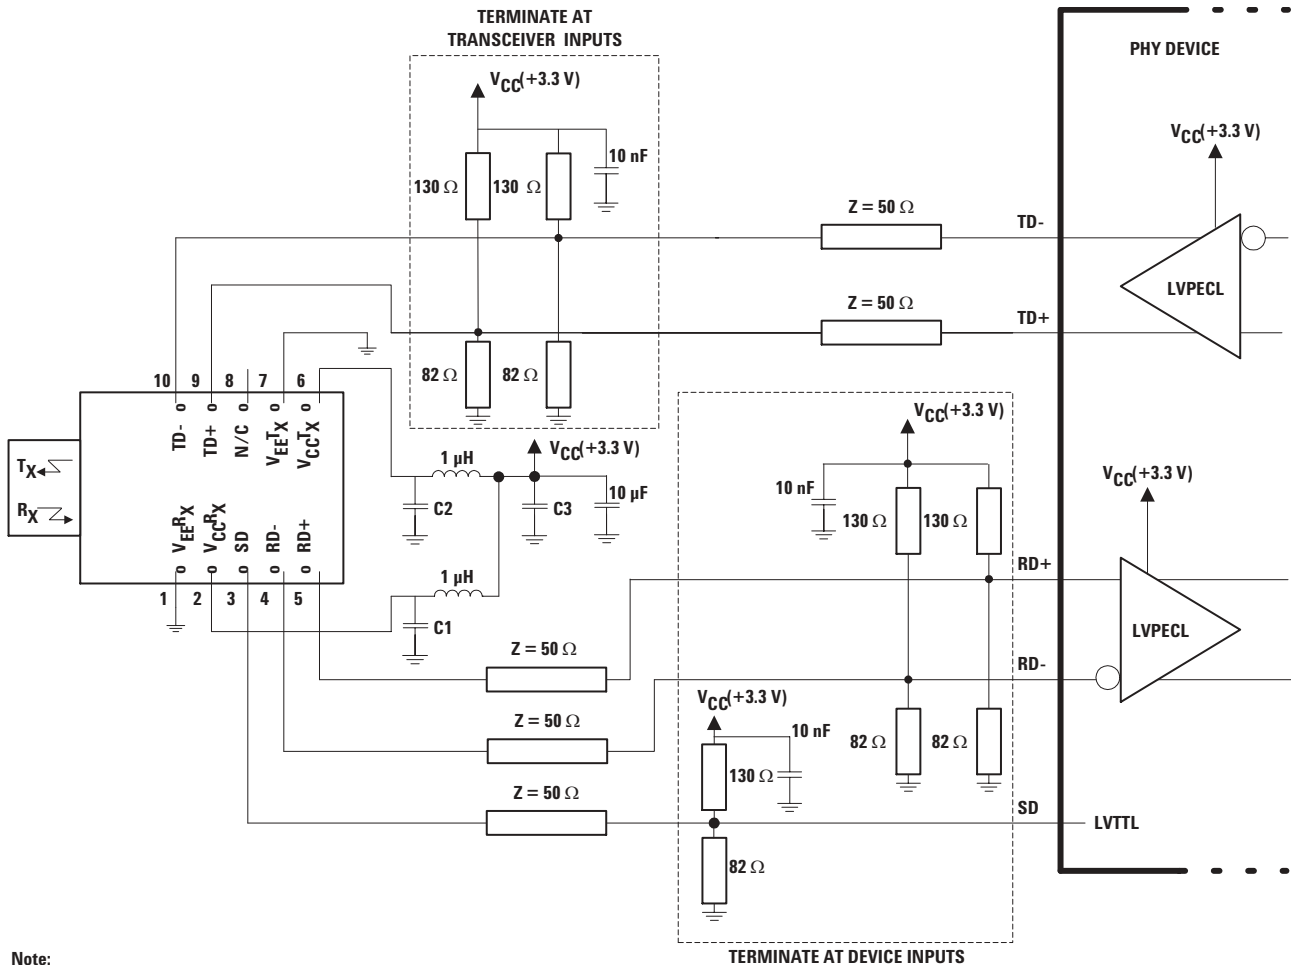 TERMINATE AT
TRANSCEIVER INPUTS
PHY DEVICE
VCC(+3.3 V)
VCC(+3.3 V)
10 nF
130 Ω
130 Ω
Z = 50 Ω
TD-
LVPECL
Z = 50 Ω
TD+
82 Ω
82 Ω
10
9
8
7
6
TD-
TD+
N/C
VEETX
VCCTX
TX
RX
VEERX
VCCRX
SD
RD-
RD+
1
2
3
4
5
1 µH
VCC(+3.3 V)
C2
C3
10 µF
1 µH
C1
VCC(+3.3 V)
10 nF
130 Ω
130 Ω
VCC(+3.3 V)
RD+
LVPECL
Z = 50 Ω
RD-
VCC(+3.3 V)
Z = 50 Ω
10 nF
82 Ω
82 Ω
130 Ω
Z = 50 Ω
SD
LVTTL
82 Ω
Note:
TERMINATE AT DEVICE INPUTS